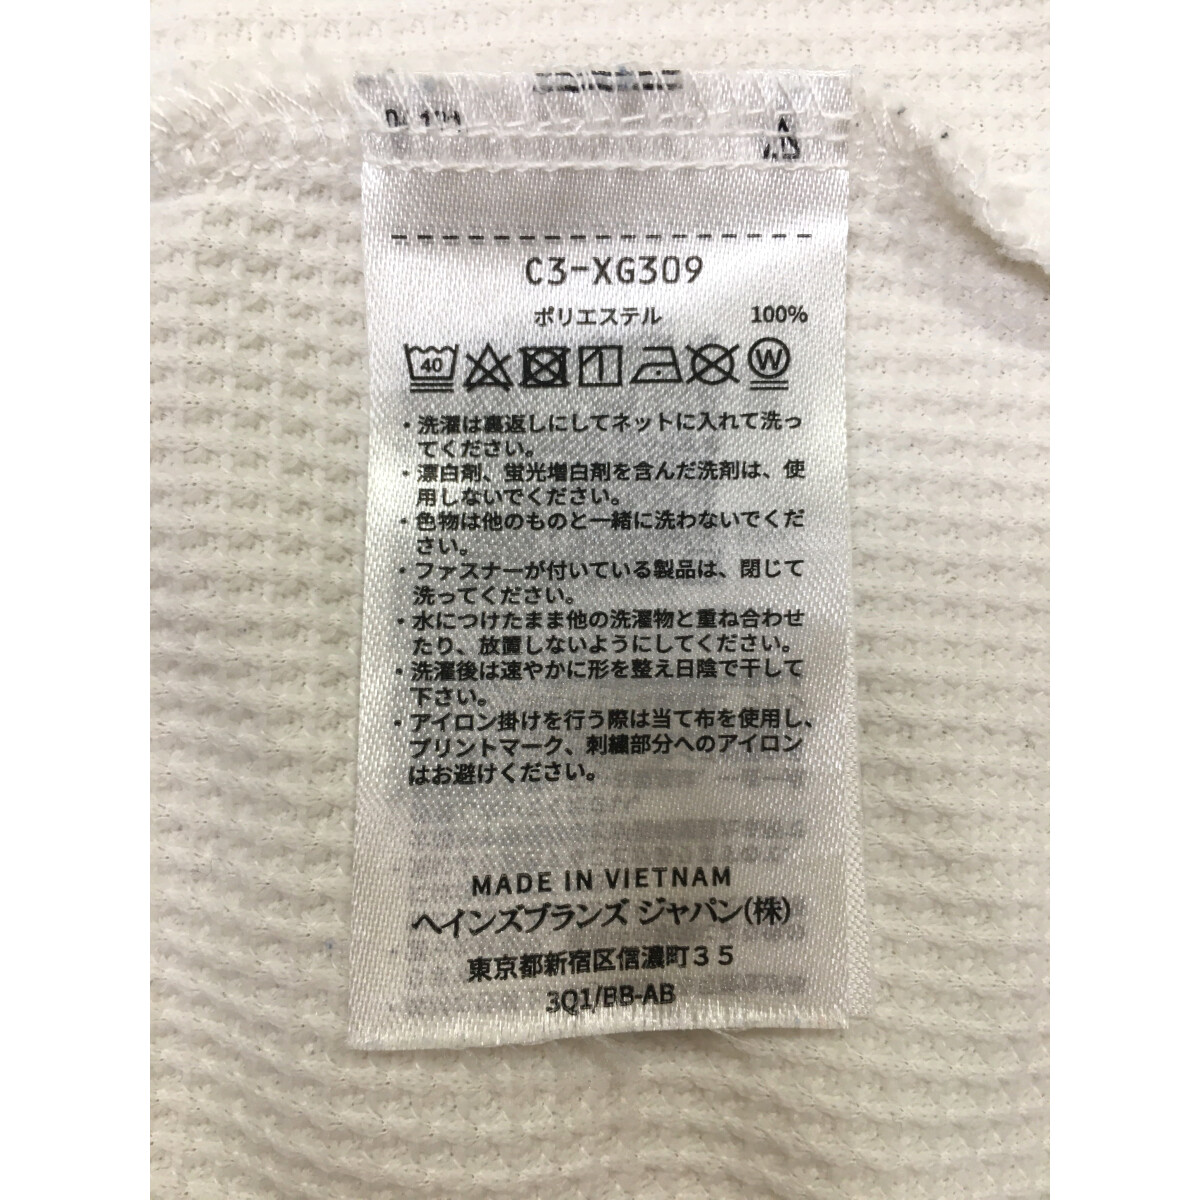 C3-XG309
ポリエステル 100%
40 W
・洗濯は裏返しにしてネットに入れて洗っ
てください。
・漂白剤、蛍光増白剤を含んだ洗剤は、使
用しないでください。
・色物は他のものと一緒に洗わないでくだ
さい。
・ファスナーが付いている製品は、閉じて
洗ってください。
・水につけたまま他の洗濯物と重ね合わせ
たり、放置しないようにしてください。
・洗濯後は速やかに形を整え日陰で干して
下さい。
・アイロン掛けを行う際は当て布を使用し、
プリントマーク、刺繍部分へのアイロン
はお避けください。
MADE IN VIETNAM
ヘインズブランズ ジャパン(株)
東京都新宿区信濃町35
3Q1/BB-AB